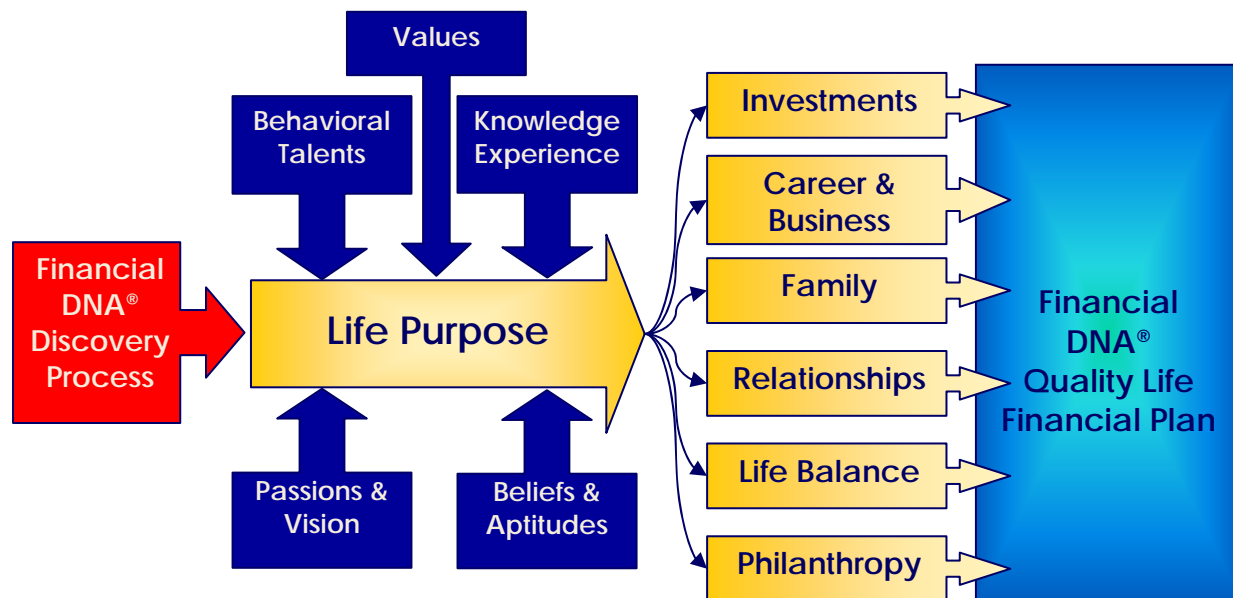 Values
Behavioral
Talents
Knowledge
Experience
Financial
DNA®
Discovery
Process
Life Purpose
Passions &
Vision
Beliefs &
Aptitudes
Investments
Career &
Business
Family
Relationships
Life Balance
Philanthropy
Financial
DNA®
Quality Life
Financial Plan